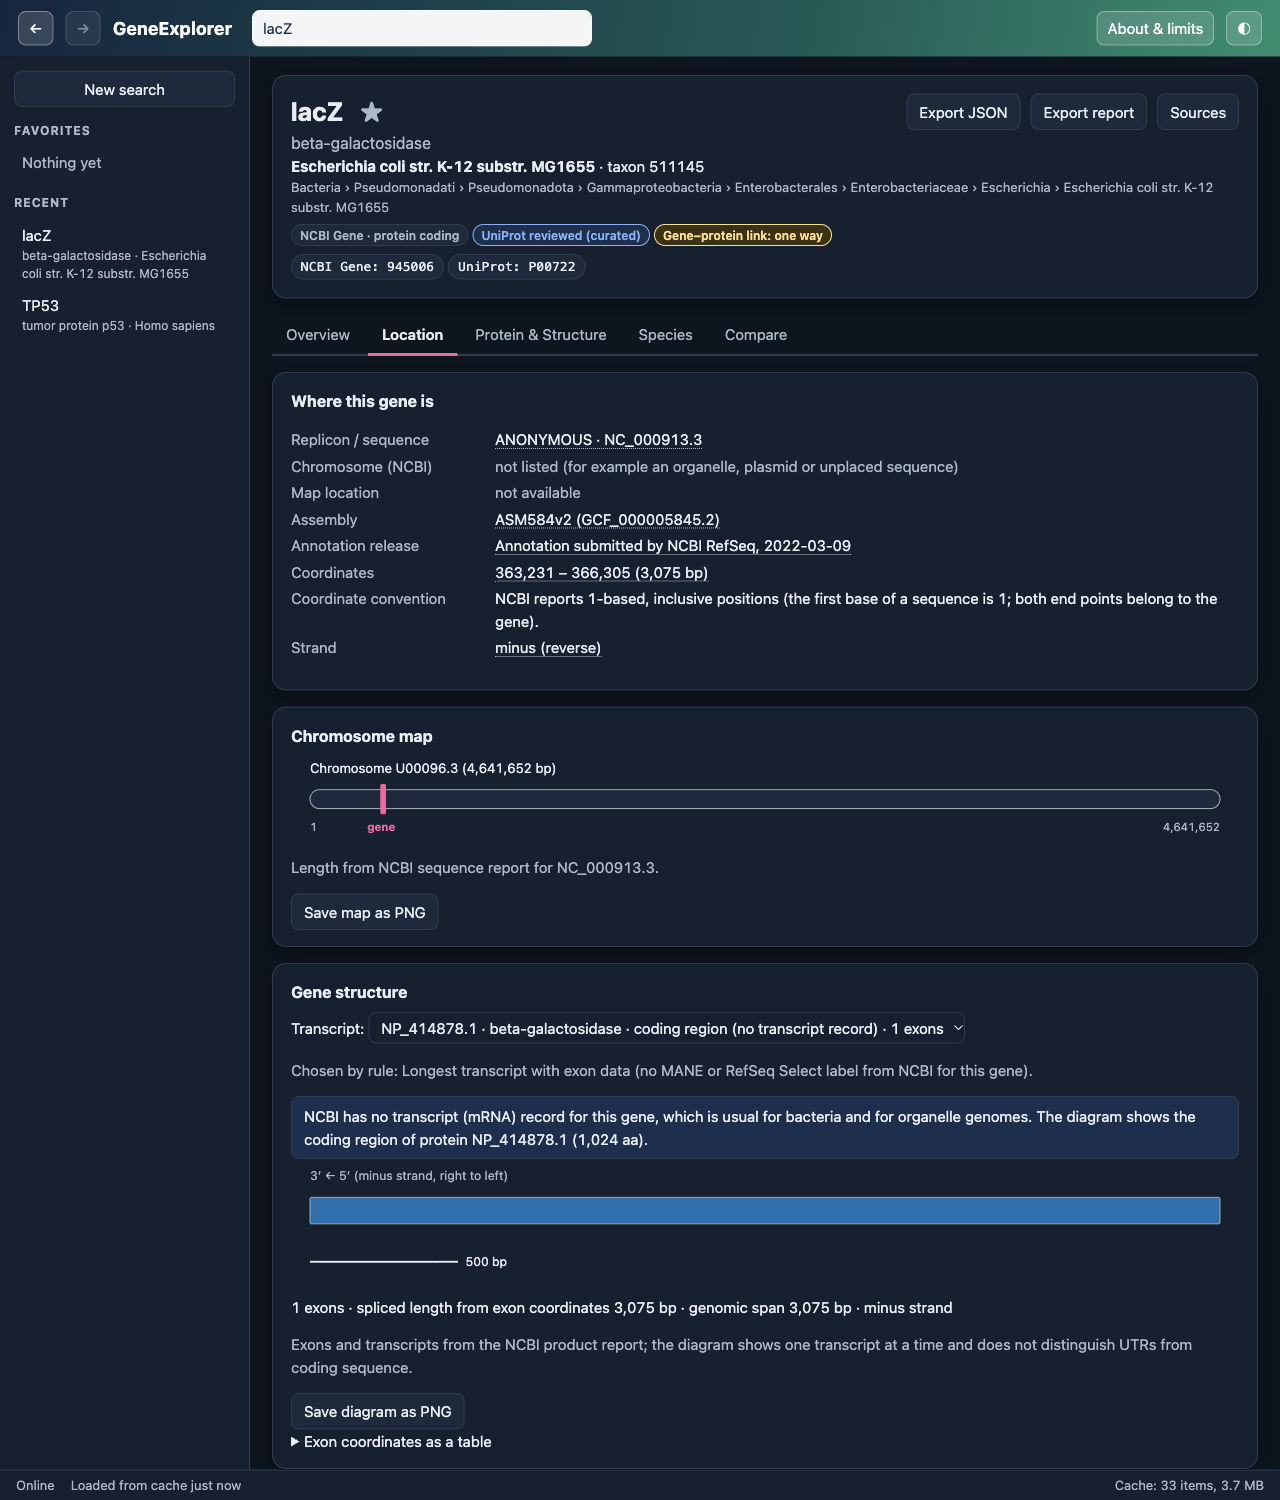 ← → GeneExplorer lacZ About & limits
New search
FAVORITES
Nothing yet
RECENT
lacZ
beta-galactosidase · Escherichia
coli str. K-12 substr. MG1655
TP53
tumor protein p53 · Homo sapiens
lacZ ★ Export JSON Export report Sources
beta-galactosidase
Escherichia coli str. K-12 substr. MG1655 · taxon 511145
Bacteria › Pseudomonadati › Pseudomonadota › Gammaproteobacteria › Enterobacterales › Enterobacteriaceae › Escherichia › Escherichia coli str. K-12
substr. MG1655
NCBI Gene · protein coding UniProt reviewed (curated) Gene–protein link: one way
NCBI Gene: 945006 UniProt: P00722
Overview Location Protein & Structure Species Compare
Where this gene is
Replicon / sequence ANONYMOUS · NC_000913.3
Chromosome (NCBI) not listed (for example an organelle, plasmid or unplaced sequence)
Map location not available
Assembly ASM584v2 (GCF_000005845.2)
Annotation release Annotation submitted by NCBI RefSeq, 2022-03-09
Coordinates 363,231 – 366,305 (3,075 bp)
Coordinate convention NCBI reports 1-based, inclusive positions (the first base of a sequence is 1; both end points belong to the
gene).
Strand minus (reverse)
Chromosome map
Chromosome U00096.3 (4,641,652 bp)
1 gene 4,641,652
Length from NCBI sequence report for NC_000913.3.
Save map as PNG
Gene structure
Transcript: NP_414878.1 · beta-galactosidase · coding region (no transcript record) · 1 exons
Chosen by rule: Longest transcript with exon data (no MANE or RefSeq Select label from NCBI for this gene).
NCBI has no transcript (mRNA) record for this gene, which is usual for bacteria and for organelle genomes. The diagram shows the
coding region of protein NP_414878.1 (1,024 aa).
3′ ← 5′ (minus strand, right to left)
500 bp
1 exons · spliced length from exon coordinates 3,075 bp · genomic span 3,075 bp · minus strand
Exons and transcripts from the NCBI product report; the diagram shows one transcript at a time and does not distinguish UTRs from
coding sequence.
Save diagram as PNG
▶ Exon coordinates as a table
Online Loaded from cache just now Cache: 33 items, 3.7 MB